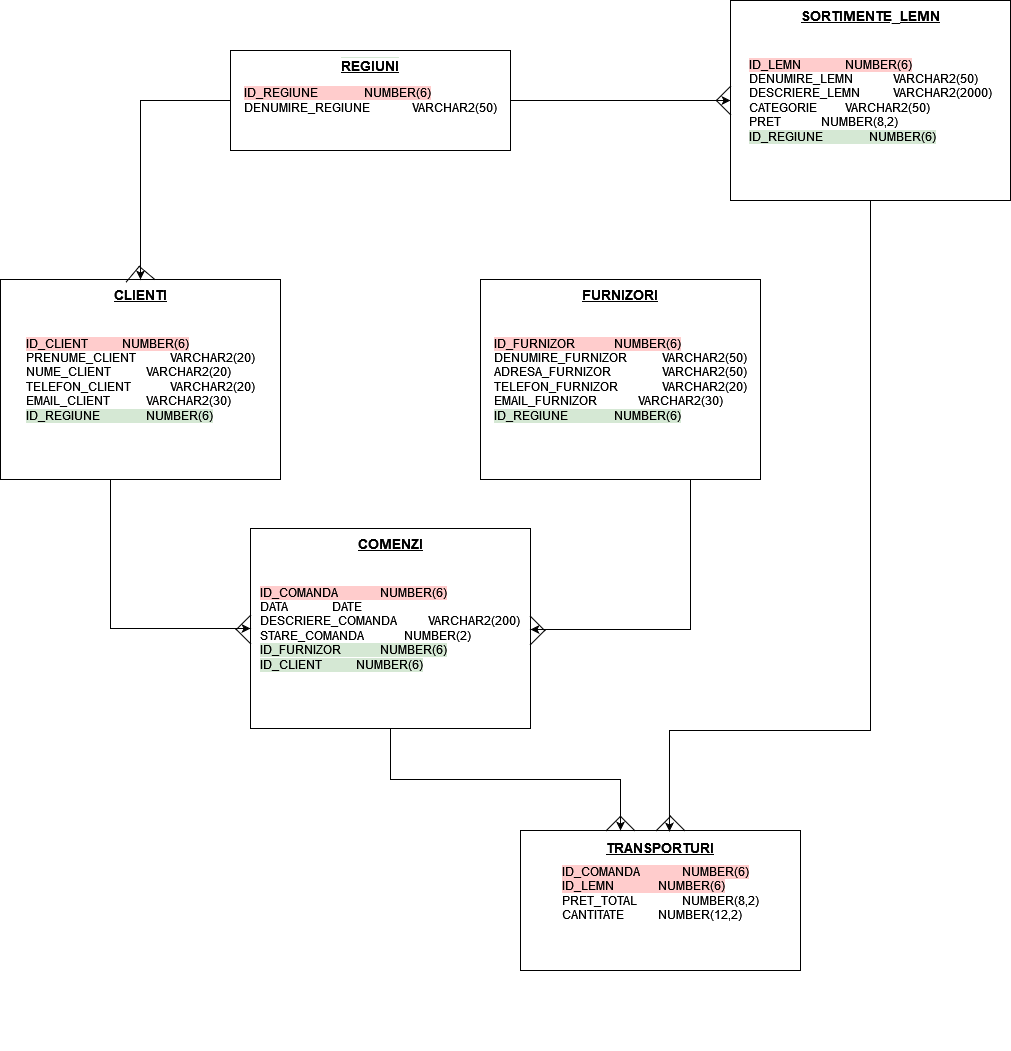 REGIUNI
ID_REGIUNE NUMBER(6)
DENUMIRE_REGIUNE VARCHAR2(50)
SORTIMENTE_LEMN
ID_LEMN NUMBER(6)
DENUMIRE_LEMN VARCHAR2(50)
DESCRIERE_LEMN VARCHAR2(2000)
CATEGORIE VARCHAR2(50)
PRET NUMBER(8,2)
ID_REGIUNE NUMBER(6)
CLIENTI
ID_CLIENT NUMBER(6)
PRENUME_CLIENT VARCHAR2(20)
NUME_CLIENT VARCHAR2(20)
TELEFON_CLIENT VARCHAR2(20)
EMAIL_CLIENT VARCHAR2(30)
ID_REGIUNE NUMBER(6)
FURNIZORI
ID_FURNIZOR NUMBER(6)
DENUMIRE_FURNIZOR VARCHAR2(50)
ADRESA_FURNIZOR VARCHAR2(50)
TELEFON_FURNIZOR VARCHAR2(20)
EMAIL_FURNIZOR VARCHAR2(30)
ID_REGIUNE NUMBER(6)
COMENZI
ID_COMANDA NUMBER(6)
DATA DATE
DESCRIERE_COMANDA VARCHAR2(200)
STARE_COMANDA NUMBER(2)
ID_FURNIZOR NUMBER(6)
ID_CLIENT NUMBER(6)
TRANSPORTURI
ID_COMANDA NUMBER(6)
ID_LEMN NUMBER(6)
PRET_TOTAL NUMBER(8,2)
CANTITATE NUMBER(12,2)